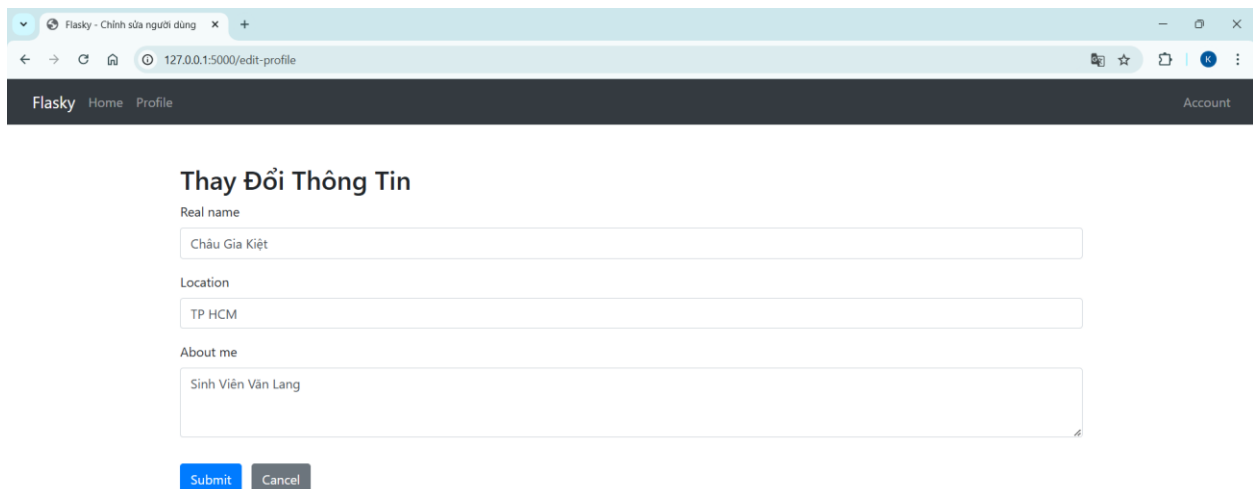 Flasky - Chỉnh sửa người dùng
127.0.0.1:5000/edit-profile
K
Flasky Home Profile Account
Thay Đổi Thông Tin
Real name
Châu Gia Kiệt
Location
TP HCM
About me
Sinh Viên Văn Lang
Submit Cancel